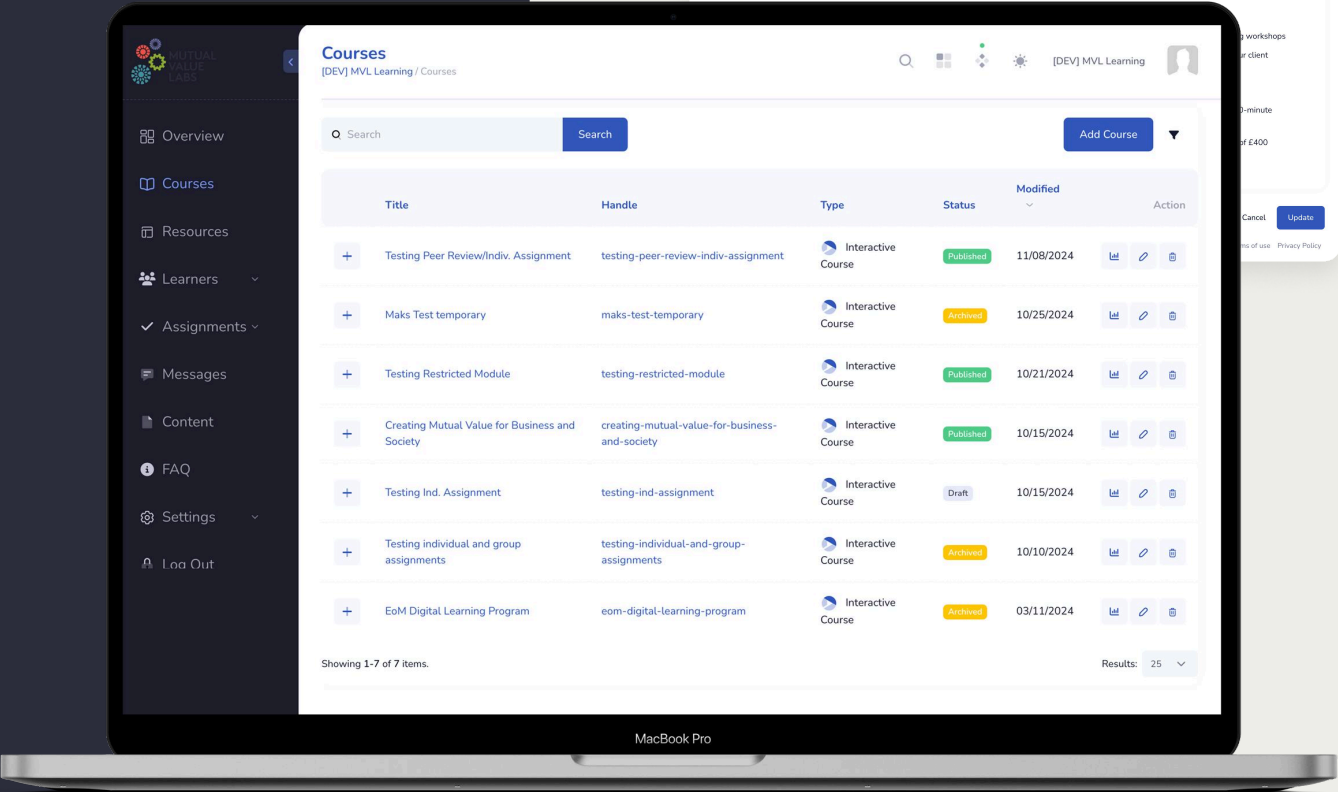 MUTUAL
VALUE
LABS
Overview
Courses
Resources
Learners
Assignments
Messages
Content
FAQ
Settings
Log Out
Courses
[DEV] MVL Learning / Courses
[DEV] MVL Learning
Search
Search
Add Course
Title Handle Type Status Modified Action
Testing Peer Review/Indiv. Assignment testing-peer-review-indiv-assignment Interactive Published 11/08/2024
Course
Maks Test temporary maks-test-temporary Interactive Archived 10/25/2024
Course
Testing Restricted Module testing-restricted-module Interactive Published 10/21/2024
Course
Creating Mutual Value for Business and creating-mutual-value-for-business- Interactive Published 10/15/2024
Society and-society Course
Testing Ind. Assignment testing-ind-assignment Interactive Draft 10/15/2024
Course
Testing individual and group testing-individual-and-group- Interactive Archived 10/10/2024
assignments assignments Course
EoM Digital Learning Program eom-digital-learning-program Interactive Archived 03/11/2024
Course
Showing 1-7 of 7 items.
Results: 25
MacBook Pro
workshops
client
-minute
of £400
Cancel Update
of use Privacy Policy